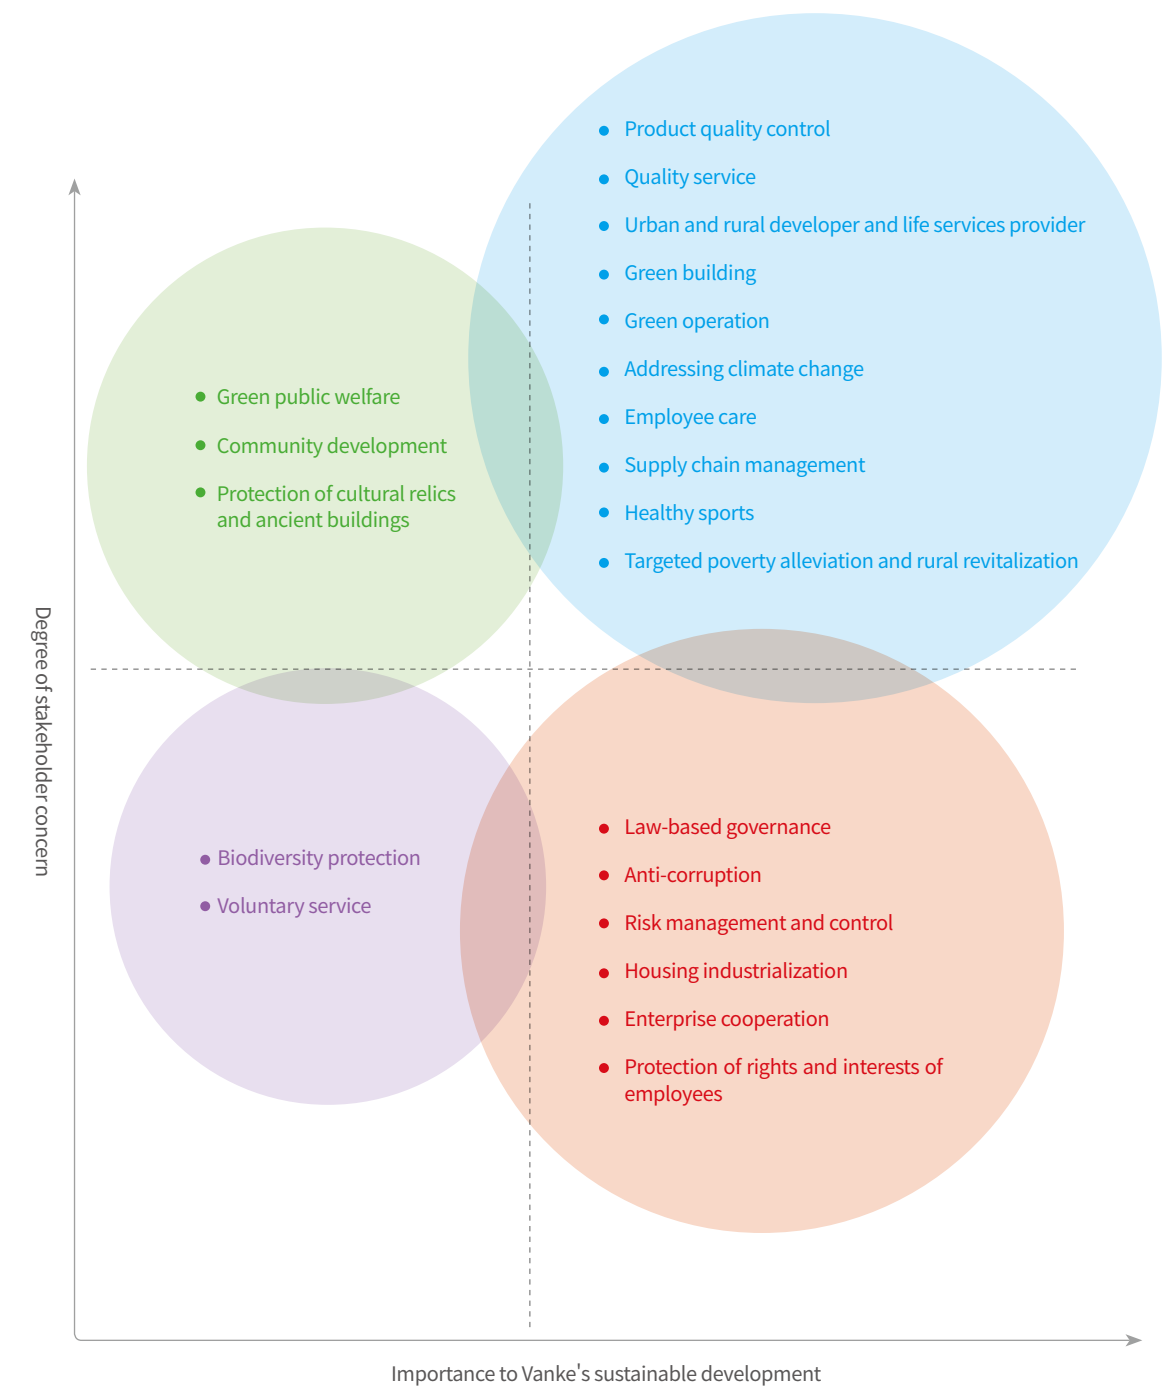 Product quality control
Quality service
Urban and rural developer and life services provider
Green building
Green operation
Addressing climate change
Employee care
Supply chain management
Healthy sports
Targeted poverty alleviation and rural revitalization
Green public welfare
Community development
Protection of cultural relics
and ancient buildings
Degree of stakeholder concern
Biodiversity protection
Voluntary service
Law-based governance
Anti-corruption
Risk management and control
Housing industrialization
Enterprise cooperation
Protection of rights and interests of
employees
Importance to Vanke's sustainable development